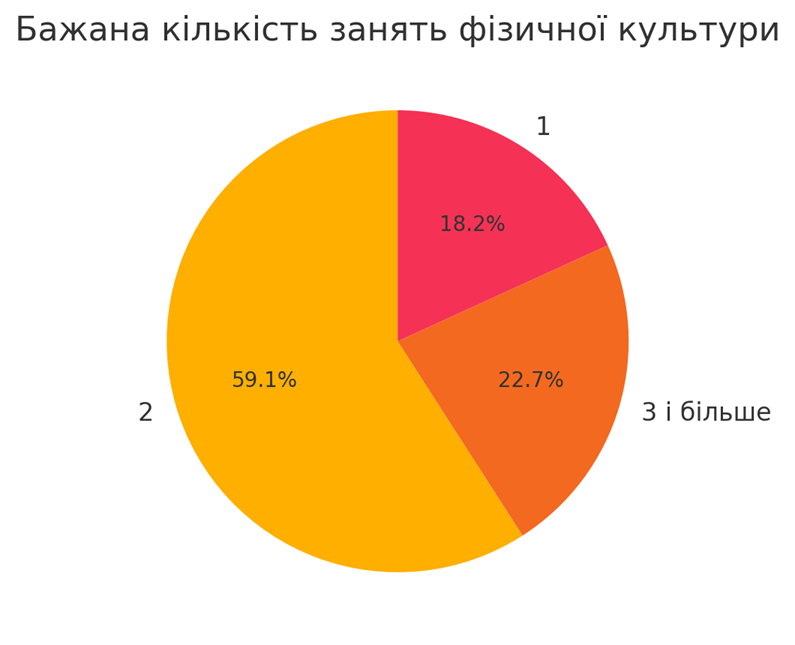 Бажана кількість занять фізичної культури
1
18.2%
59.1%
22.7%
2
3 і більше